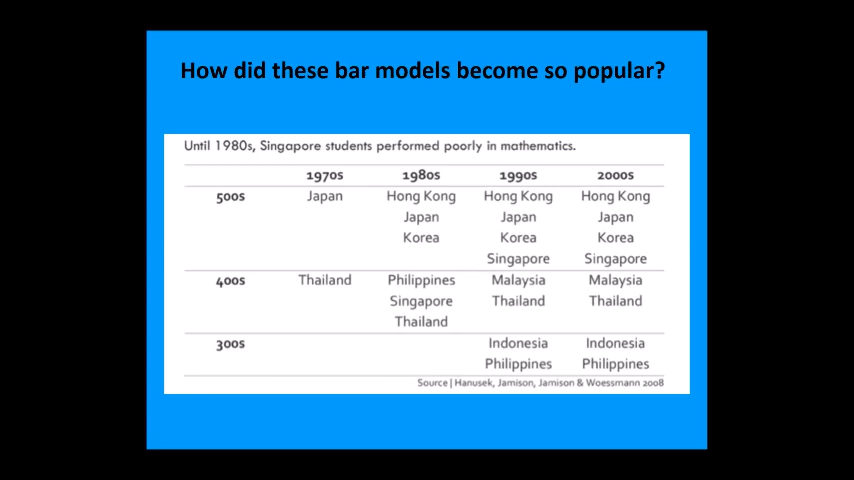 How did these bar models become so popular?
Until 1980s, Singapore students performed poorly in mathematics.
1970s 1980s 1990s 2000s
500s Japan Hong Kong Hong Kong Hong Kong
Japan Japan Japan
Korea Korea Korea
Singapore Singapore
400s Thailand Philippines Malaysia Malaysia
Singapore Thailand Thailand
Thailand
300s Indonesia Indonesia
Philippines Philippines
Source | Hanusek, Jamison, Jamison & Woessmann 2008